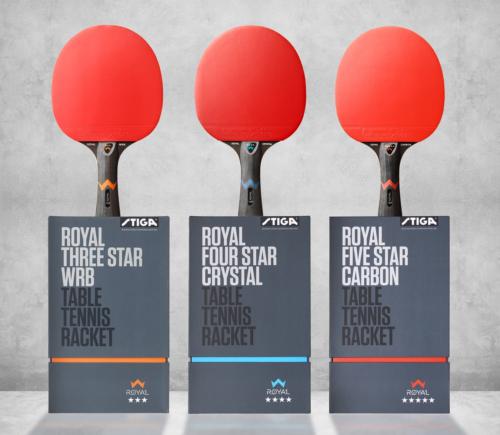 STIGA
ROYAL
THREE STAR
WRB
TABLE
TENNIS
RACKET
ROYAL
STIGA
ROYAL
FOUR STAR
CRYSTAL
TABLE
TENNIS
RACKET
ROYAL
STIGA
ROYAL
FIVE STAR
CARBON
TABLE
TENNIS
RACKET
ROYAL